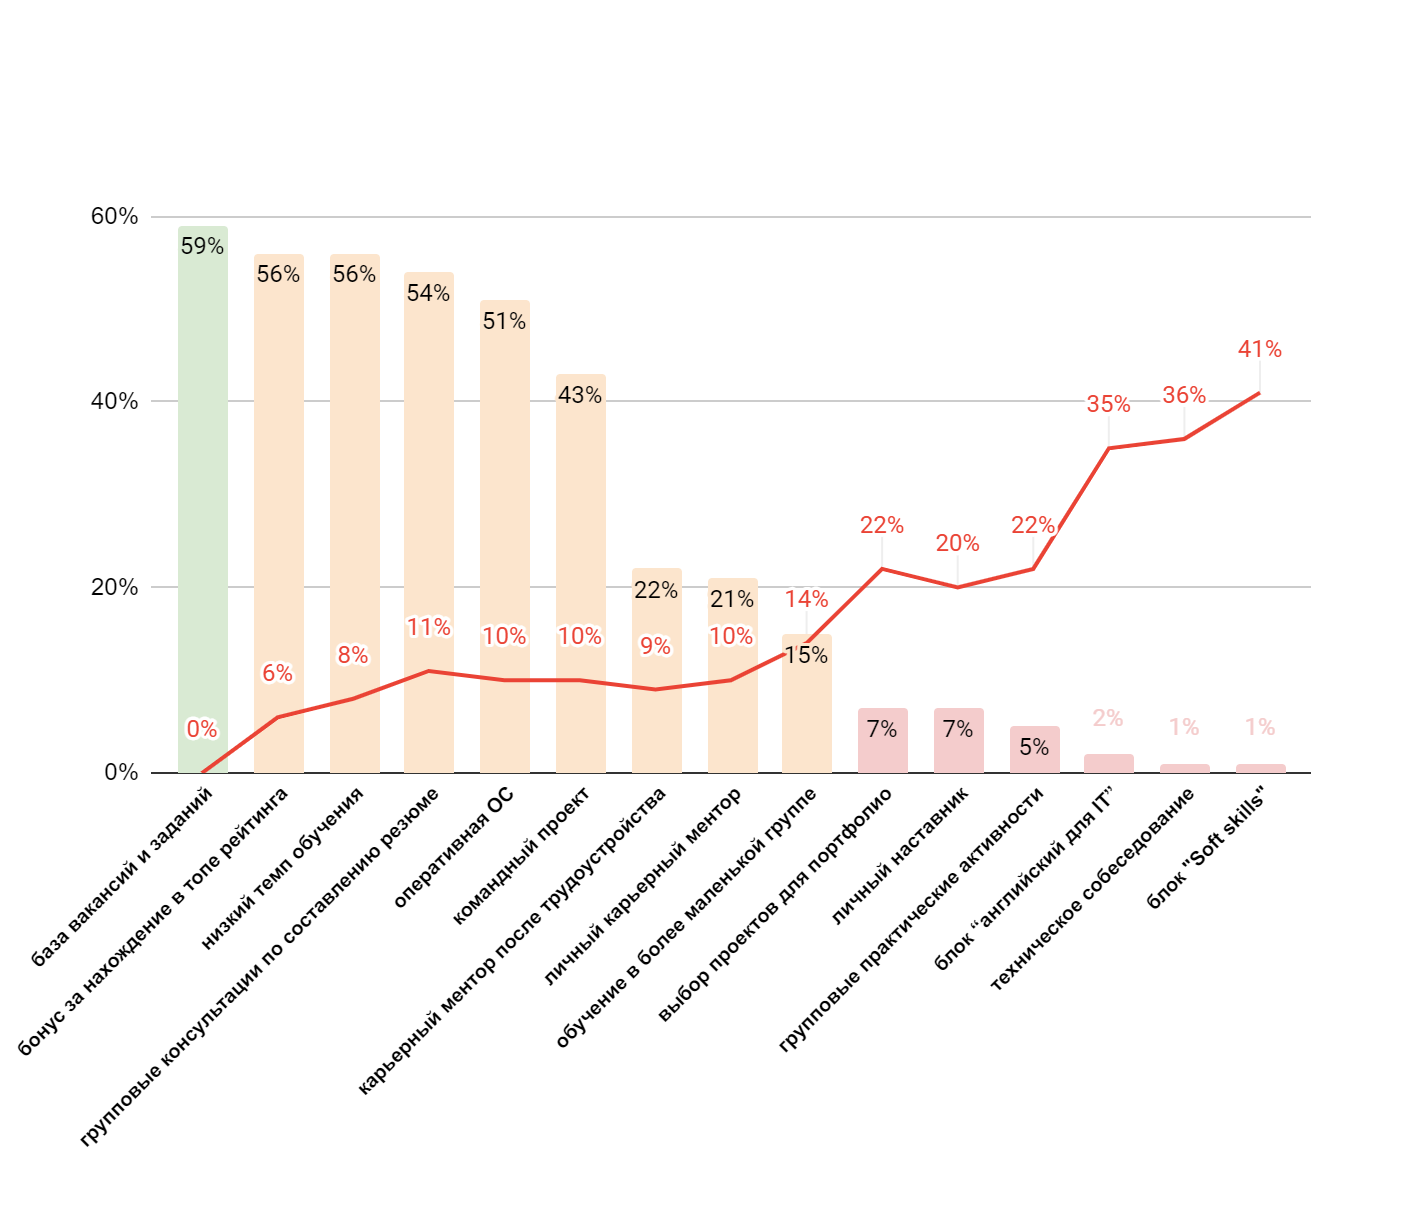 60%
40%
20%
0%
59%
56%
56%
54%
51%
43%
22%
21%
15%
7%
7%
5%
2%
1%
1%
0%
6%
8%
11%
10%
10%
9%
10%
14%
22%
20%
22%
35%
36%
41%
база вакансий и заданий
бонус за нахождение в топе рейтинга
низкий темп обучения
групповые консультации по составлению резюме
оперативная ОС
командный проект
карьерный ментор после трудоустройства
личный карьерный ментор
обучение в более маленькой группе
выбор проектов для портфолио
личный наставник
групповые практические активности
блок “английский для IT”
техническое собеседование
блок "Soft skills"